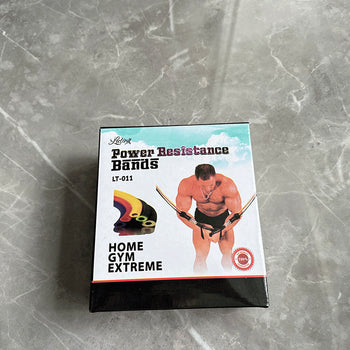 Power Resistance
Bands
LT-011
HOME
GYM
EXTREME